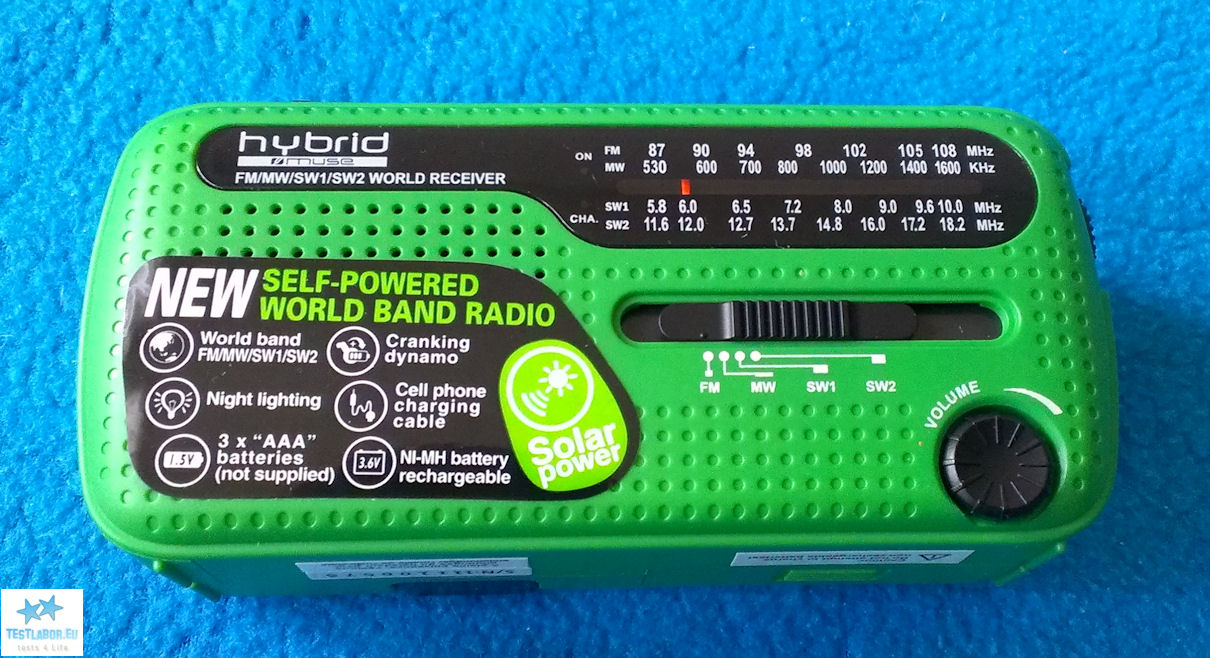 hybrid
muse
FM/MW/SW1/SW2 WORLD RECEIVER
ON
FM 87 90 94 98 102 105 108 MHz
MW 530 600 700 800 1000 1200 1400 1600 KHz
CHA.
SW1 5.8 6.0 6.5 7.2 8.0 9.0 9.6 10.0 MHz
SW2 11.6 12.0 12.7 13.7 14.8 16.0 17.2 18.2 MHz
NEW SELF-POWERED
WORLD BAND RADIO
World band
FM/MW/SW1/SW2
Cranking
dynamo
Night lighting
Cell phone
charging
cable
1.5V
3 x “AAA”
batteries
(not supplied)
3.6V
NI-MH battery
rechargeable
Solar
power
FM MW SW1 SW2
VOLUME
TESTLABOR.EU
tests 4 Life